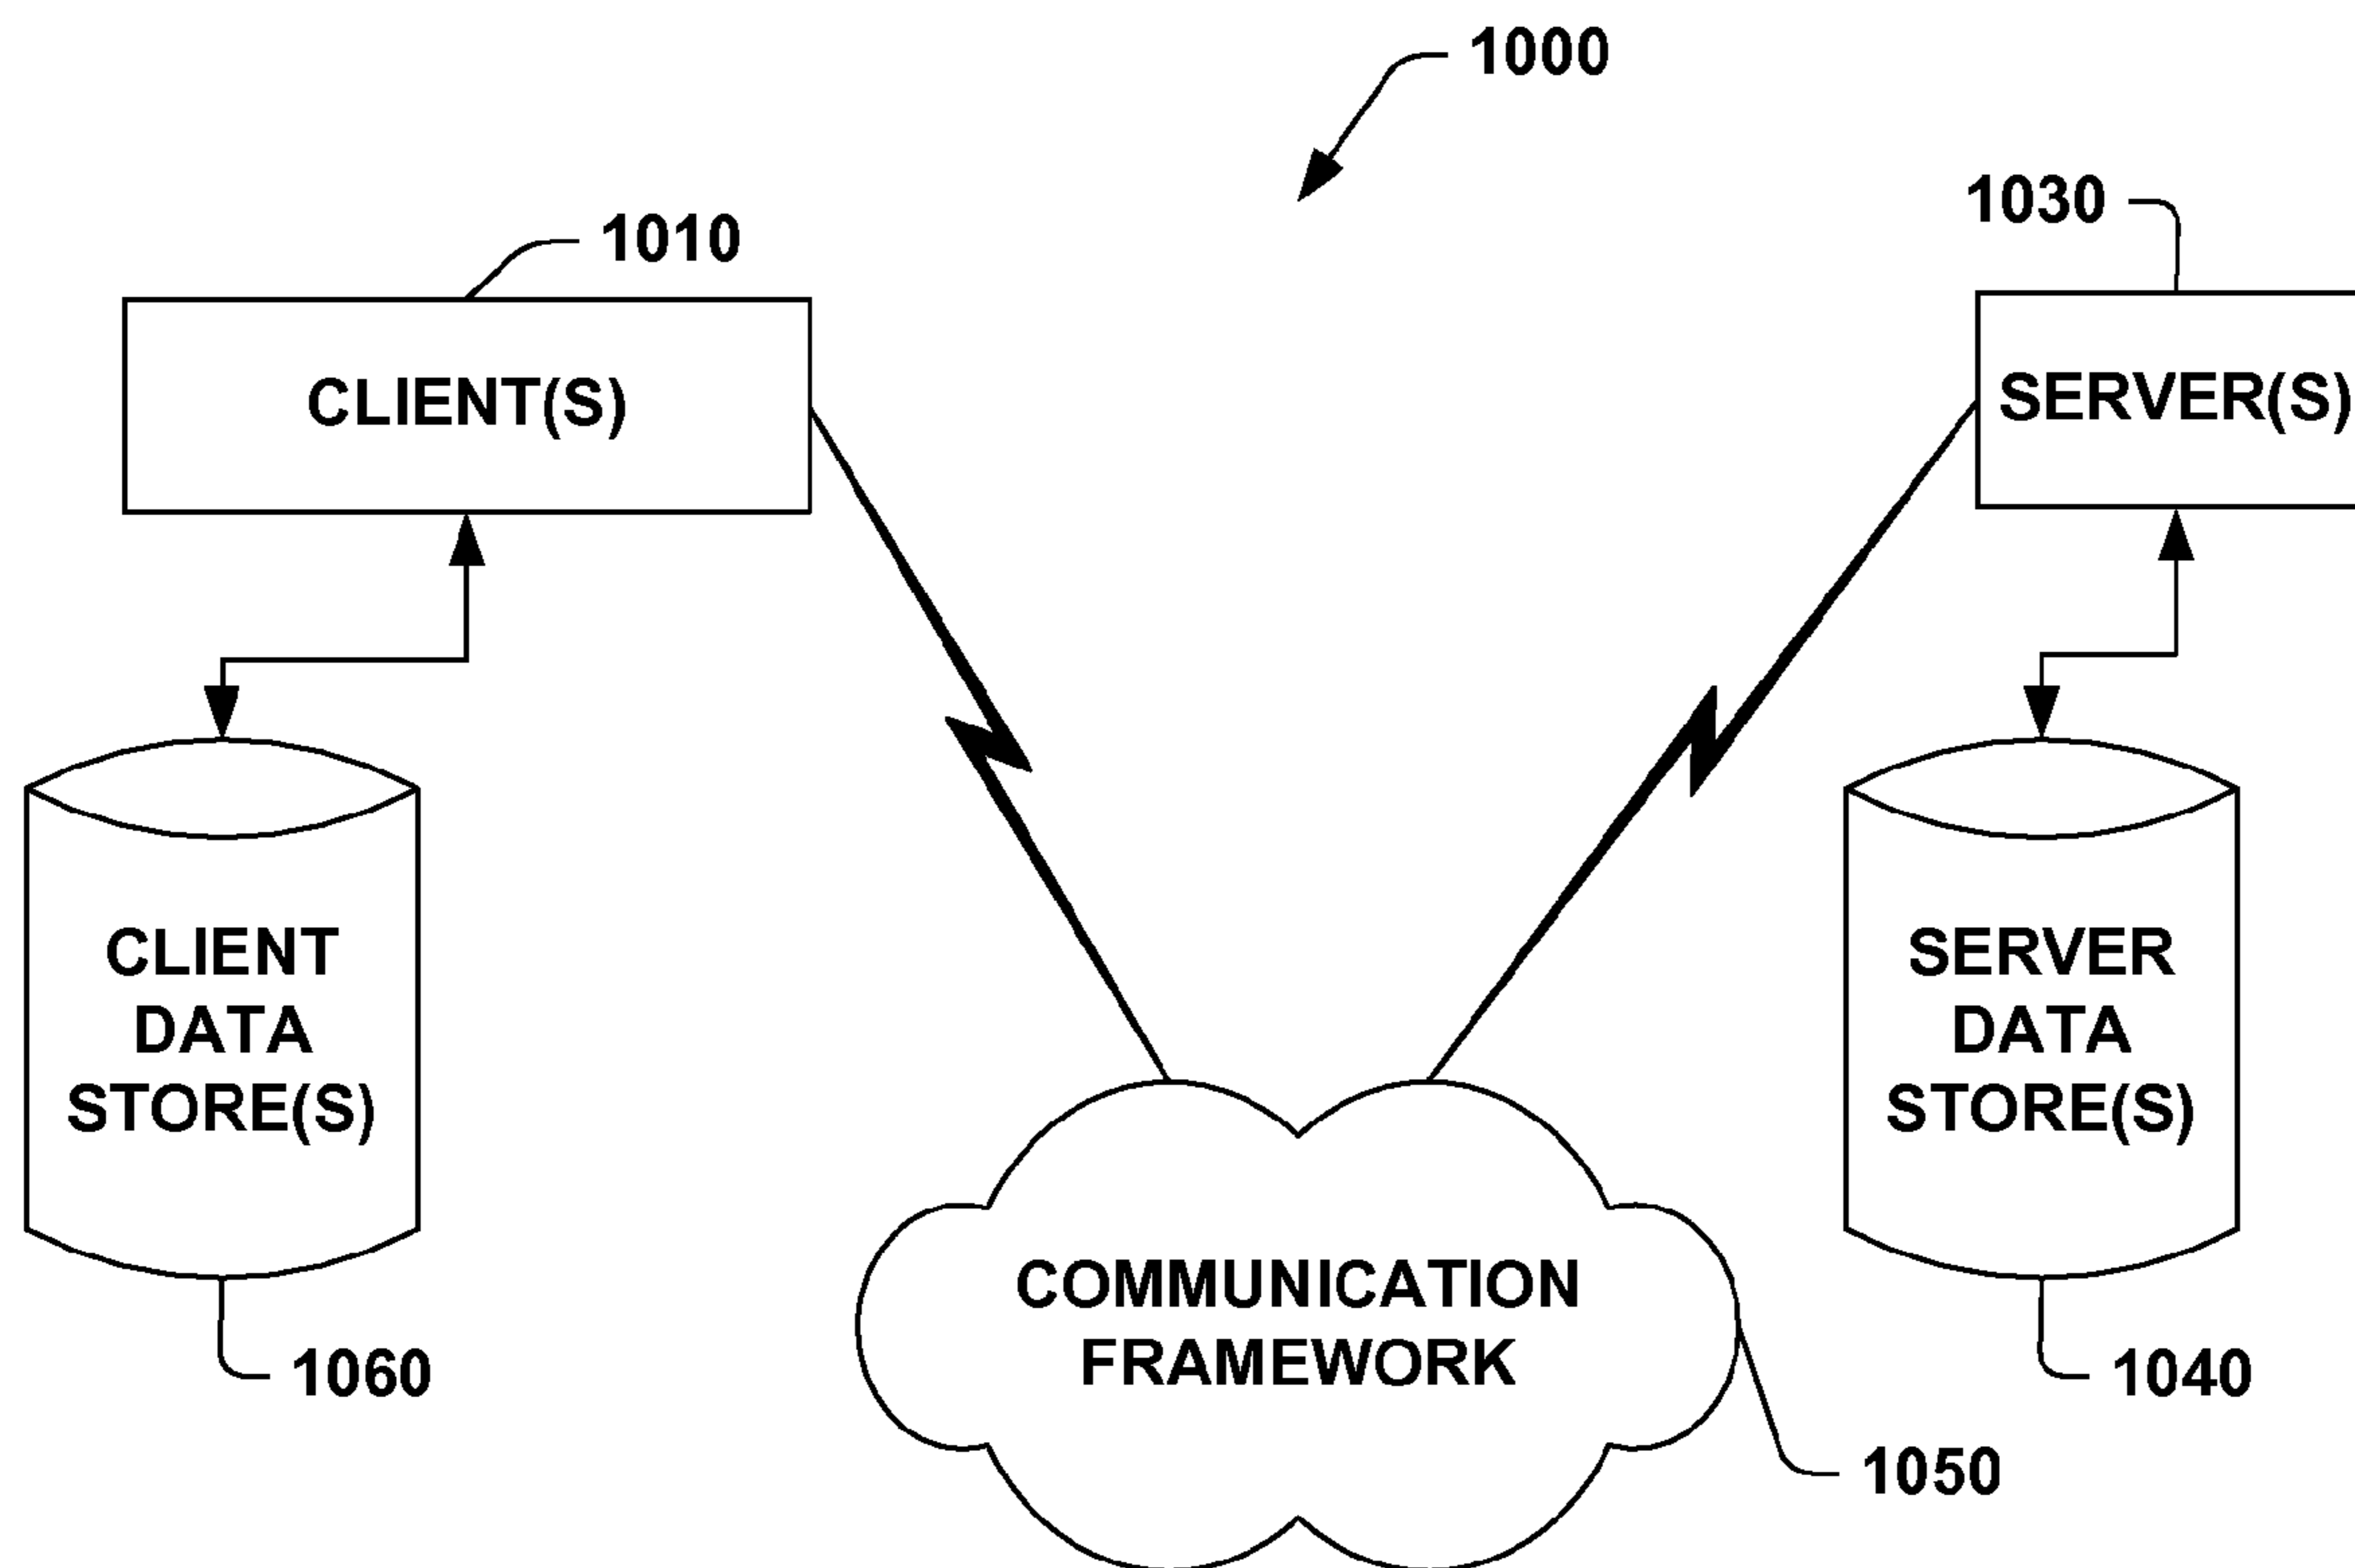 1000
1030
1010
CLIENT(S)
SERVER(S)
CLIENT
DATA
STORE(S)
SERVER
DATA
STORE(S)
COMMUNICATION
FRAMEWORK
1060
1040
1050